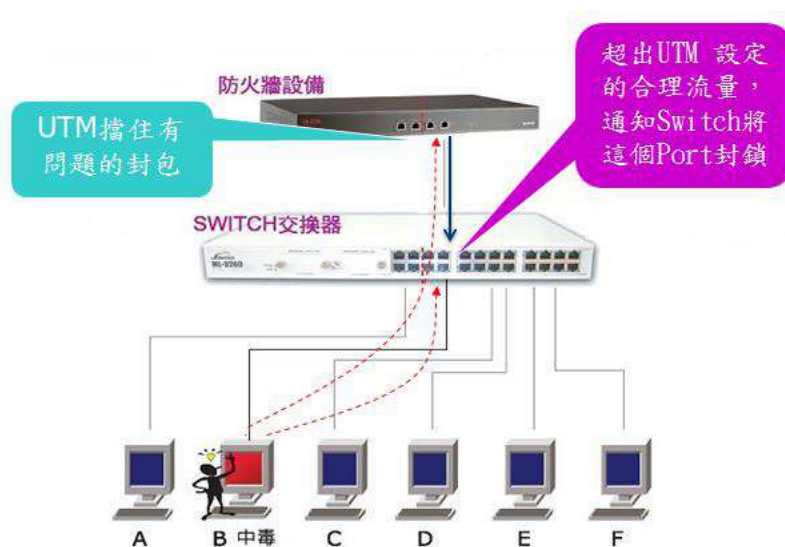 超出UTM 設定
的合理流量，
通知Switch將
這個Port封鎖
防火牆設備
UTM擋住有
問題的封包
SWITCH交換器
ML-9260
A
B 中毒
C
D
E
F